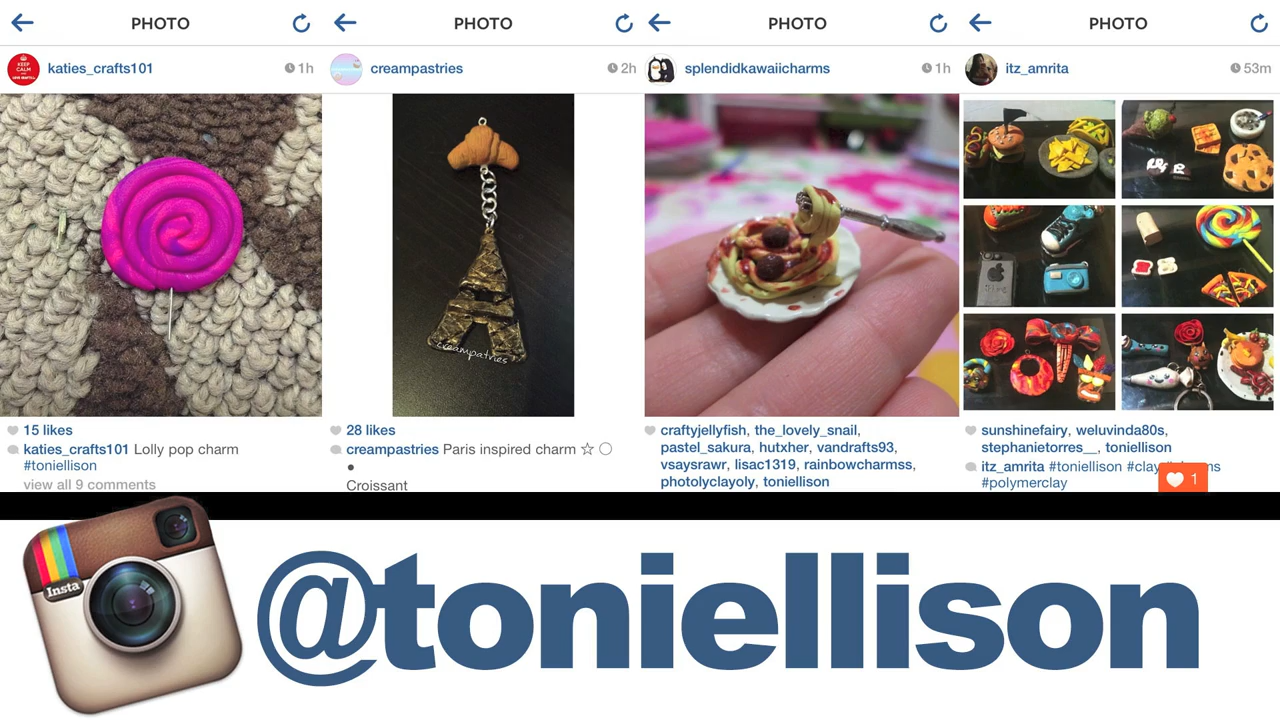 PHOTO
katies_crafts101
1h
15 likes
katies_crafts101 Lolly pop charm
#toniellison
view all 9 comments
PHOTO
creampastries
2h
creampatries
28 likes
creampastries Paris inspired charm ☆ ○
●
Croissant
PHOTO
splendidkawaiicharms
1h
craftyjellyfish, the_lovely_snail,
pastel_sakura, hutxher, vandrafts93,
vsaysrawr, lisac1319, rainbowcharmss,
photolyclayoly, toniellison
PHOTO
itz_amrita
53m
sunshinefairy, weluvinda80s,
stephanietorres__, toniellison
itz_amrita #toniellison #clay
#polymerclay
1
Insta
@toniellison